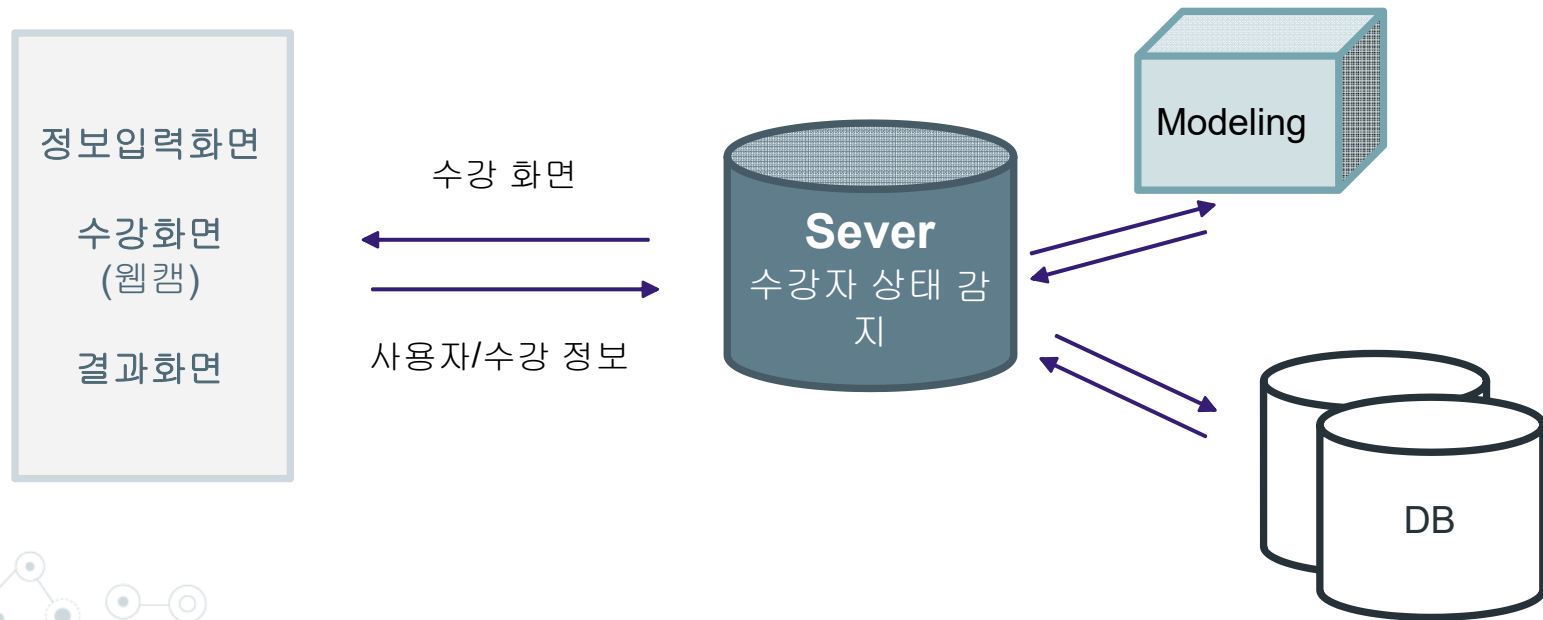 정보입력화면
수강화면
(웹캠)
결과화면
수강 화면
사용자/수강 정보
Sever
수강자 상태 감
지
Modeling
DB